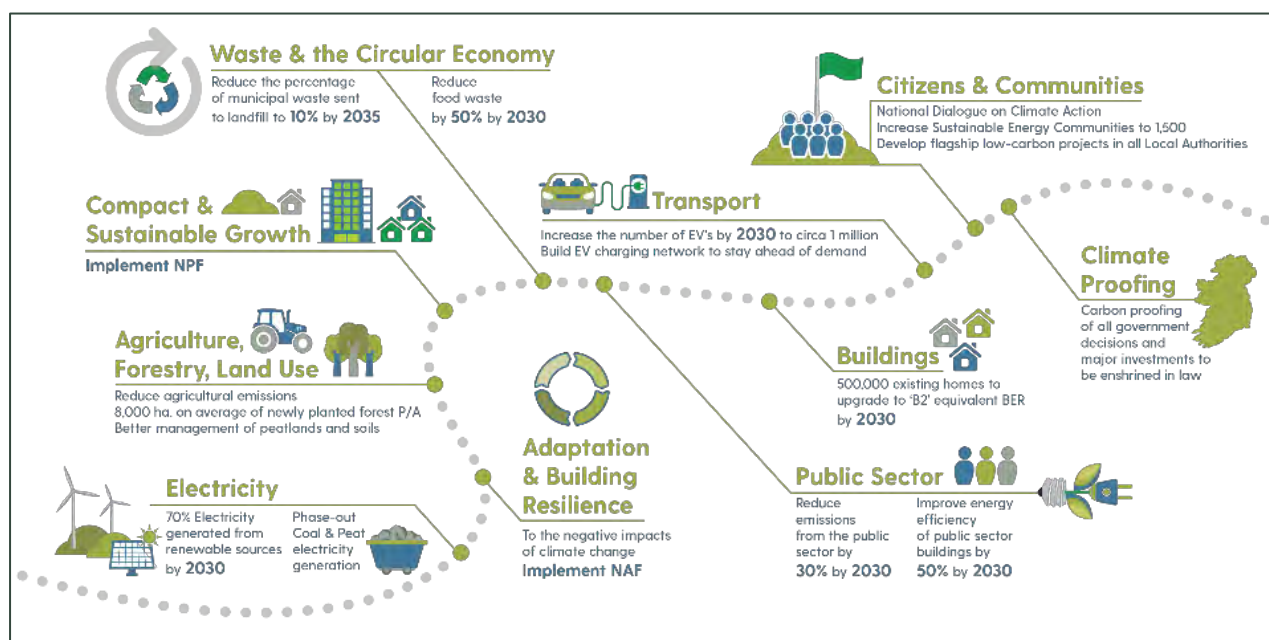 Waste & the Circular Economy
Reduce the percentage
of municipal waste sent
to landfill to 10% by 2035
Reduce
food waste
by 50% by 2030
Citizens & Communities
National Dialogue on Climate Action
Increase Sustainable Energy Communities to 1,500
Develop flagship low-carbon projects in all Local Authorities
Compact &
Sustainable Growth
Implement NPF
Transport
Increase the number of EV's by 2030 to circa 1 million
Build EV charging network to stay ahead of demand
Climate
Proofing
Carbon proofing
of all government
decisions and
major investments to
be enshrined in law
Agriculture,
Forestry, Land Use
Reduce agricultural emissions
8,000 ha. on average of newly planted forest P/A
Better management of peatlands and soils
Buildings
500,000 existing homes to
upgrade to 'B2' equivalent BER
by 2030
Adaptation
& Building
Resilience
To the negative impacts
of climate change
Implement NAF
Electricity
70% Electricity
generated from
renewable sources
by 2030
Phase-out
Coal & Peat
electricity
generation
Public Sector
Reduce
emissions
from the public
sector by
30% by 2030
Improve energy
efficiency
of public sector
buildings by
50% by 2030